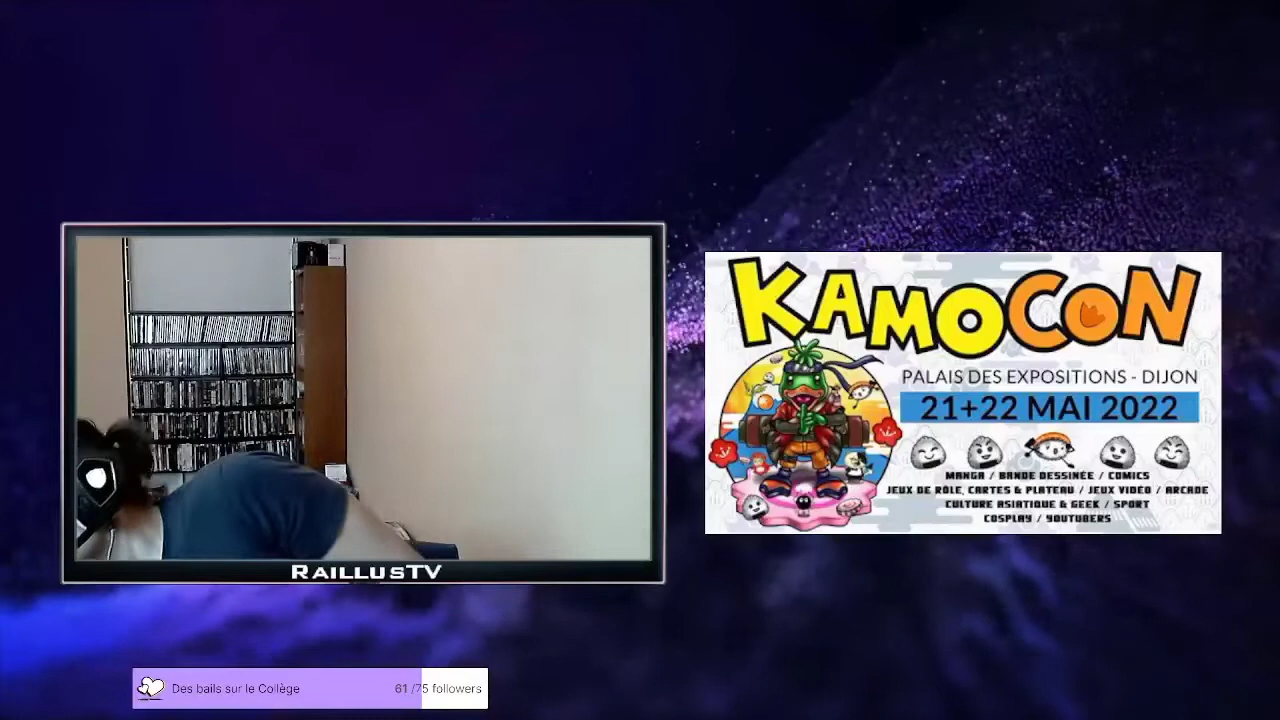 KAMOCON
PALAIS DES EXPOSITIONS - DIJON
21+22 MAI 2022
MANGA / BANDE DESSINÉE / COMICS
JEUX DE RÔLE, CARTES & PLATEAU / JEUX VIDÉO / ARCADE
CULTURE ASIATIQUE & GEEK / SPORT
COSPLAY / YOUTUBERS
RAILLUSTV
Des bails sur le Collège 61 /75 followers